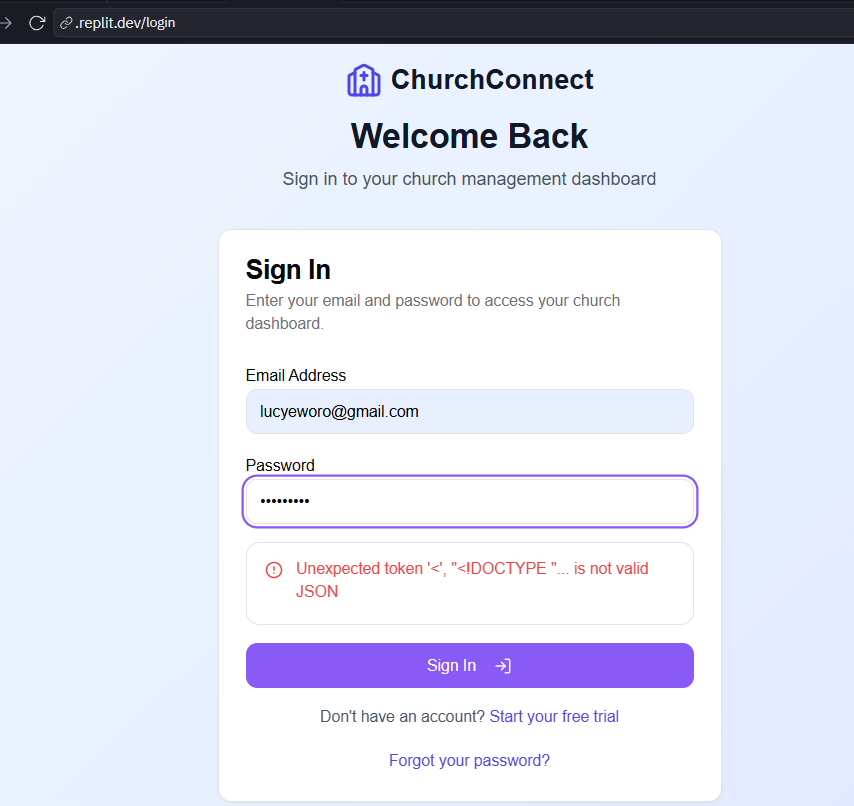 .replit.dev/login
ChurchConnect
Welcome Back
Sign in to your church management dashboard
Sign In
Enter your email and password to access your church
dashboard.
Email Address
lucyeworo@gmail.com
Password
•••••••••
Unexpected token '<', "<!DOCTYPE "... is not valid
JSON
Sign In
Don't have an account? Start your free trial
Forgot your password?